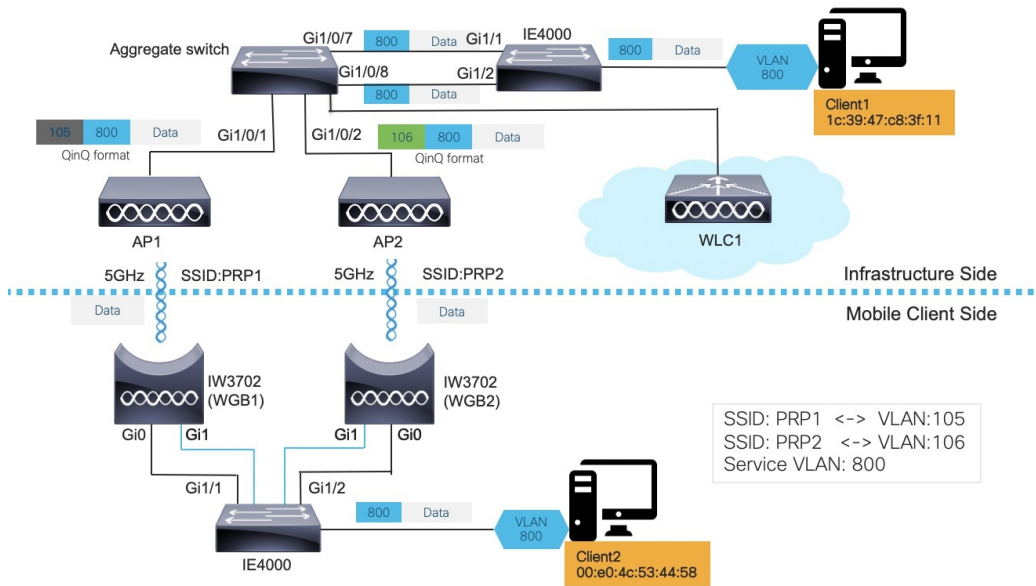 Aggregate switch
Gi1/0/7
800 Data
Gi1/1
IE4000
800 Data
VLAN
800
Gi1/0/8
Gi1/2
800 Data
Client1
1c:39:47:c8:3f:11
105 800 Data
QinQ format
Gi1/0/1
Gi1/0/2
106 800 Data
QinQ format
AP1
AP2
WLC1
5GHz
SSID:PRP1
5GHz
SSID:PRP2
Infrastructure Side
Data
Data
Mobile Client Side
IW3702
(WGB1)
IW3702
(WGB2)
Gi0
Gi1
Gi1
Gi0
SSID: PRP1 <-> VLAN:105
SSID: PRP2 <-> VLAN:106
Service VLAN: 800
Gi1/1
Gi1/2
800 Data
VLAN
800
IE4000
Client2
00:e0:4c:53:44:58